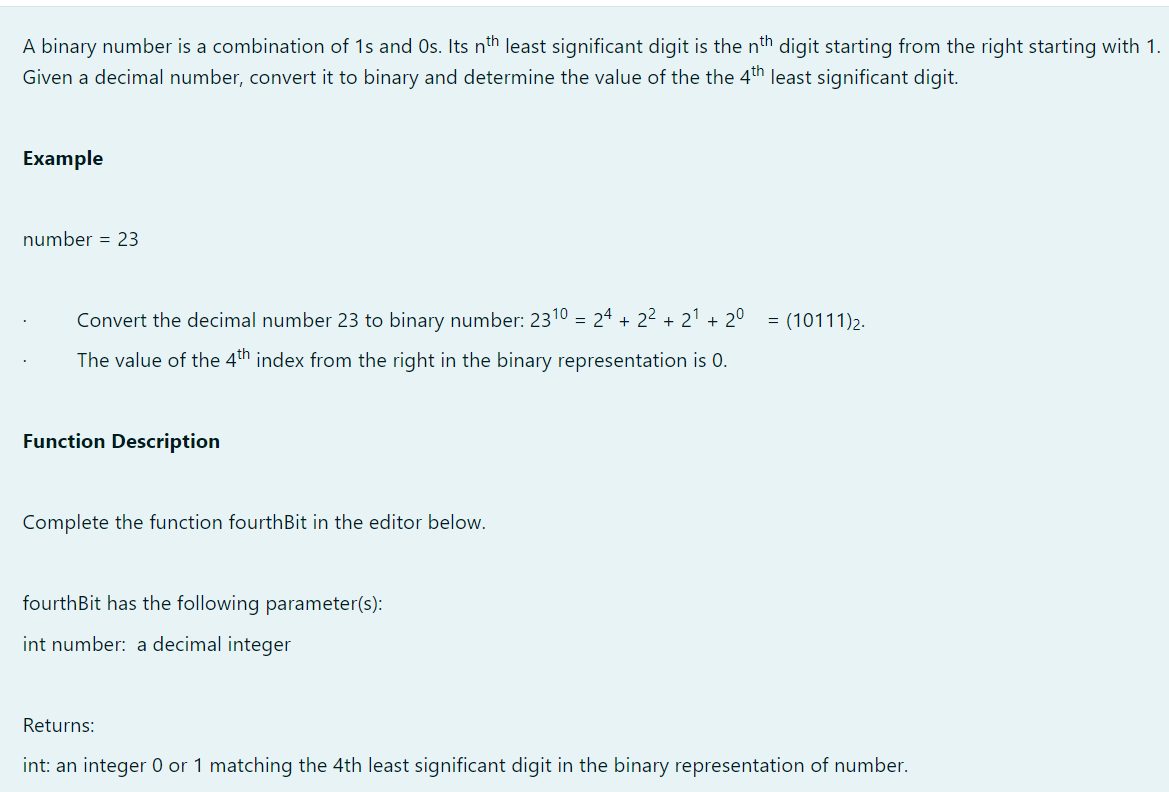 A binary number is a combination of 1s and 0s. Its nᵗʰ least significant digit is the nᵗʰ digit starting from the right starting with 1.
Given a decimal number, convert it to binary and determine the value of the the 4ᵗʰ least significant digit.
Example
number = 23
· Convert the decimal number 23 to binary number: 23¹⁰ = 2⁴ + 2² + 2¹ + 2⁰ = (10111)₂.
· The value of the 4ᵗʰ index from the right in the binary representation is 0.
Function Description
Complete the function fourthBit in the editor below.
fourthBit has the following parameter(s):
int number: a decimal integer
Returns:
int: an integer 0 or 1 matching the 4th least significant digit in the binary representation of number.